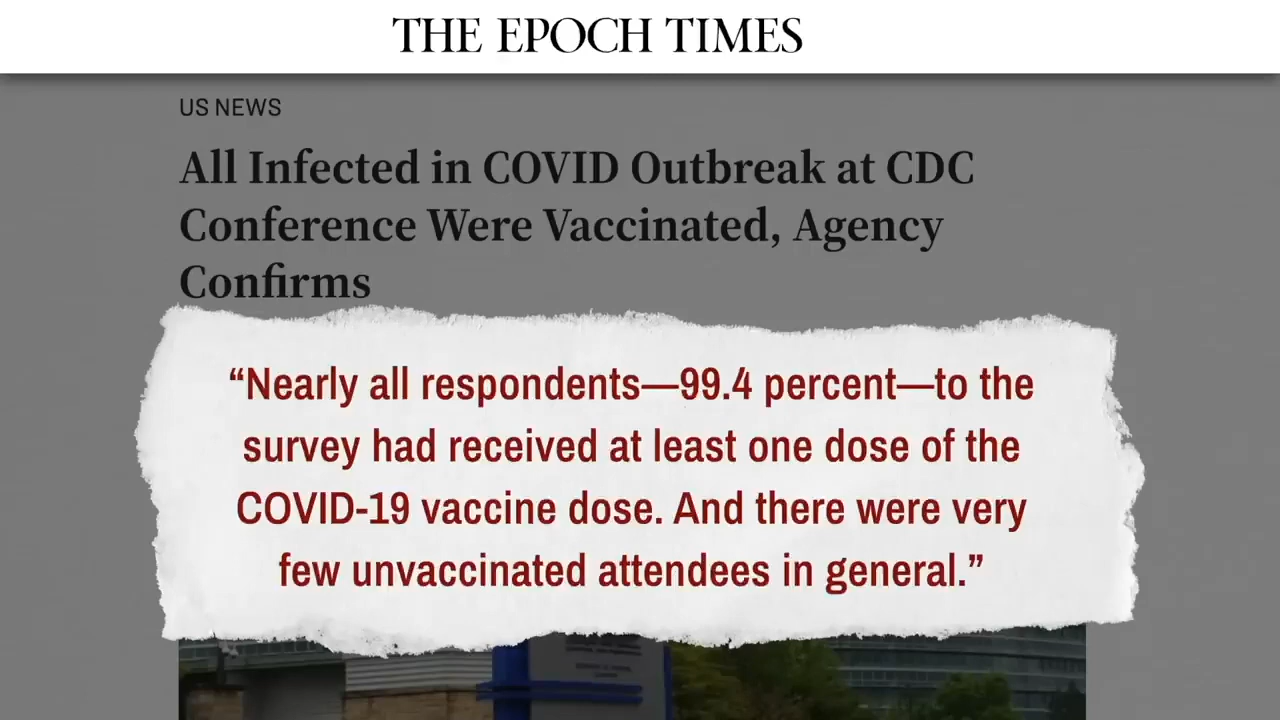 THE EPOCH TIMES
US NEWS
All Infected in COVID Outbreak at CDC
Conference Were Vaccinated, Agency
Confirms
“Nearly all respondents—99.4 percent—to the
survey had received at least one dose of the
COVID-19 vaccine dose. And there were very
few unvaccinated attendees in general.”